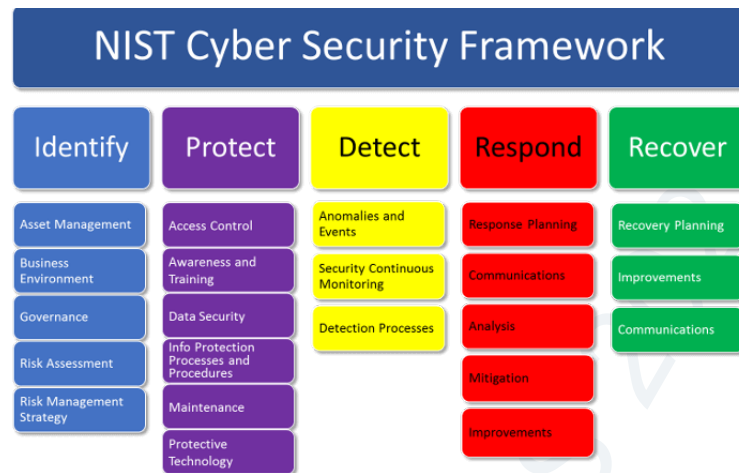 NIST Cyber Security Framework
Identify
Protect
Detect
Respond
Recover
Asset Management
Business
Environment
Governance
Risk Assessment
Risk Management
Strategy
Access Control
Awareness and
Training
Data Security
Info Protection
Processes and
Procedures
Maintenance
Protective
Technology
Anomalies and
Events
Security Continuous
Monitoring
Detection Processes
Response Planning
Communications
Analysis
Mitigation
Improvements
Recovery Planning
Improvements
Communications